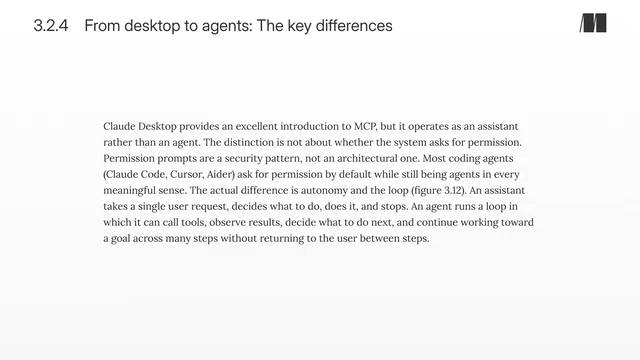 3.2.4 From desktop to agents: The key differences
Claude Desktop provides an excellent introduction to MCP, but it operates as an assistant
rather than an agent. The distinction is not about whether the system asks for permission.
Permission prompts are a security pattern, not an architectural one. Most coding agents
(Claude Code, Cursor, Aider) ask for permission by default while still being agents in every
meaningful sense. The actual difference is autonomy and the loop (figure 3.12). An assistant
takes a single user request, decides what to do, does it, and stops. An agent runs a loop in
which it can call tools, observe results, decide what to do next, and continue working toward
a goal across many steps without returning to the user between steps.